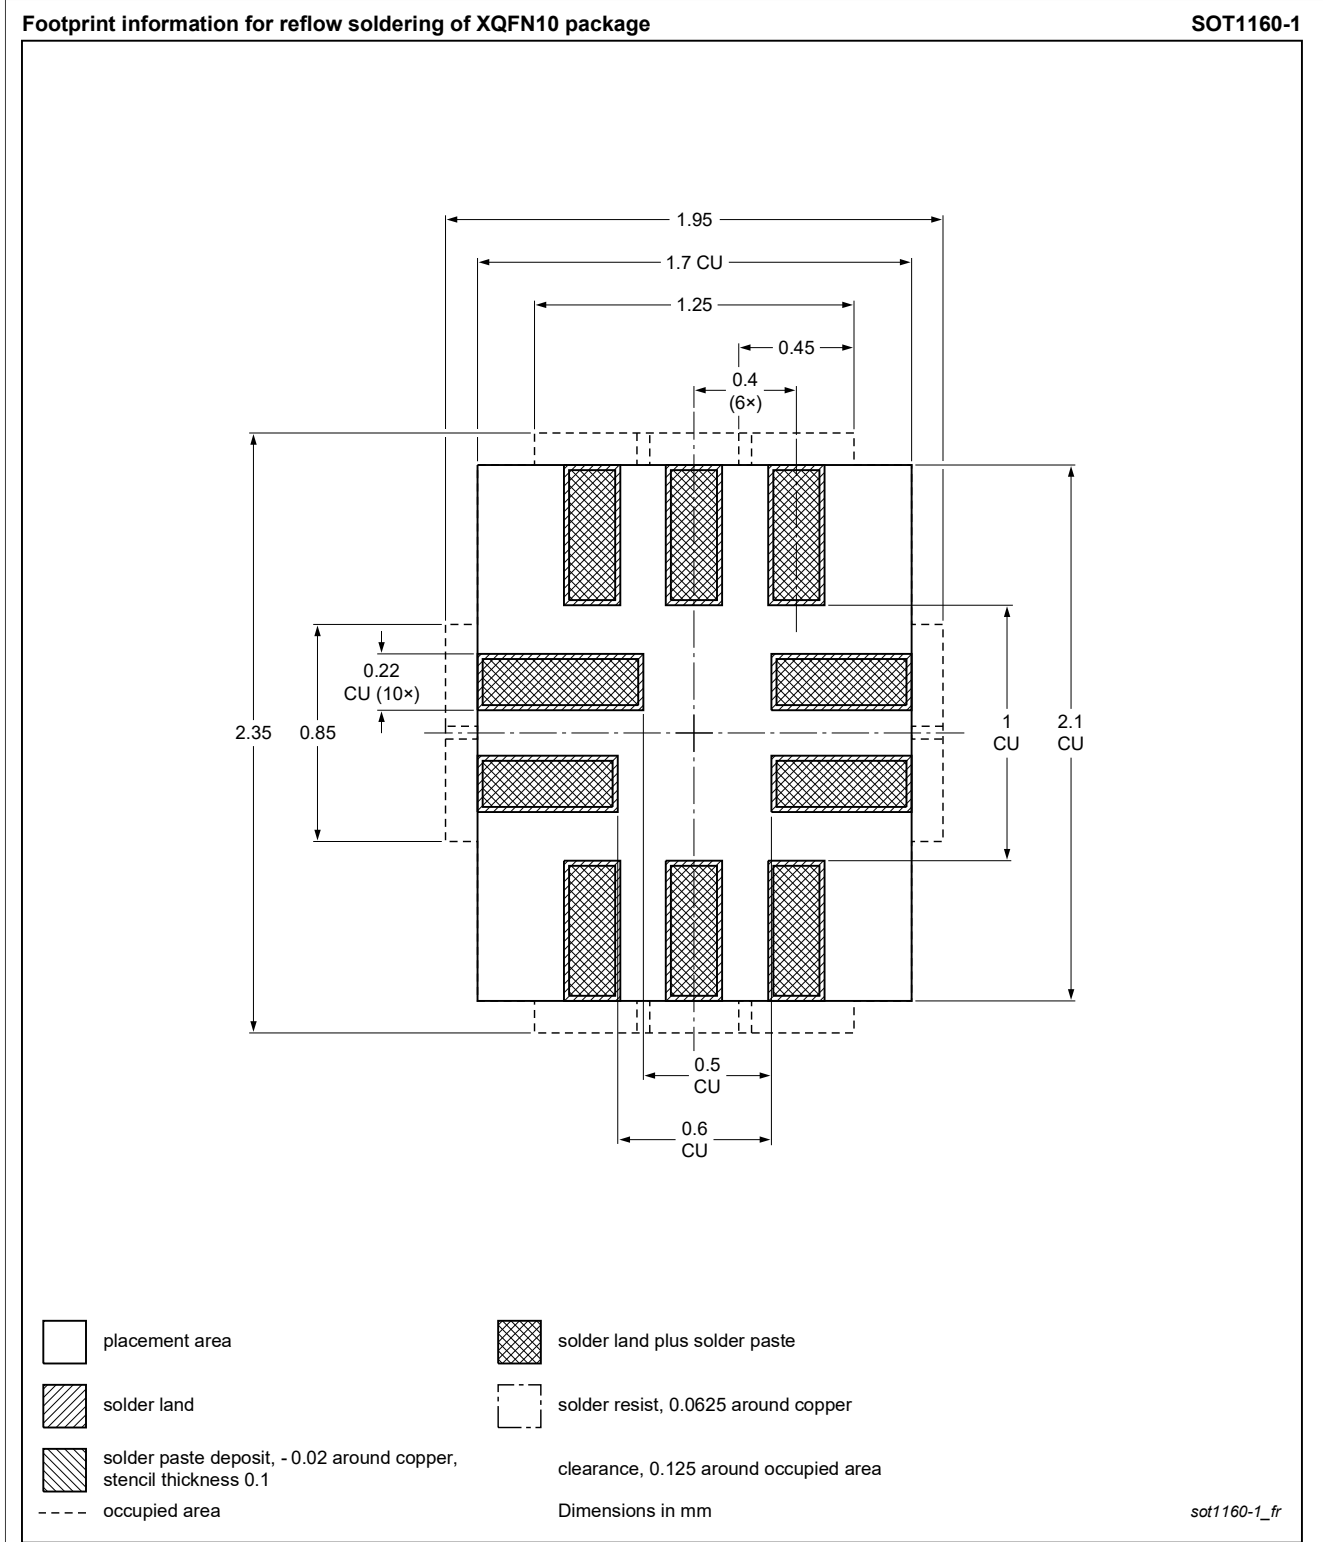 Footprint information for reflow soldering of XQFN10 package
SOT1160-1
1.95
1.7 CU
1.25
0.45
0.4
(6×)
0.22
CU (10×)
2.35
0.85
1
CU
2.1
CU
0.5
CU
0.6
CU
placement area
solder land plus solder paste
solder land
solder resist, 0.0625 around copper
solder paste deposit, - 0.02 around copper,
stencil thickness 0.1
clearance, 0.125 around occupied area
occupied area
Dimensions in mm
sot1160-1_fr